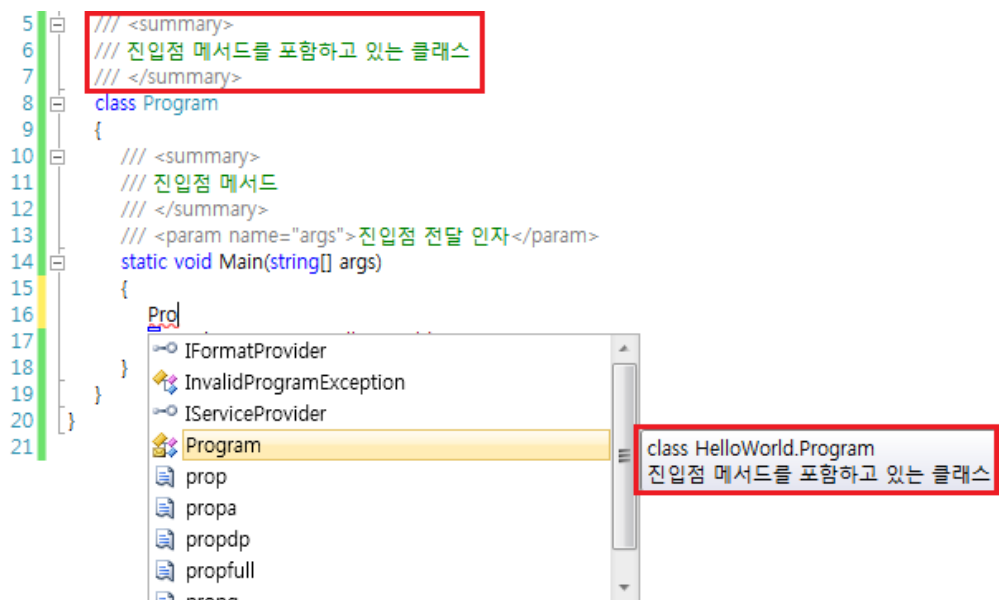 5 /// <summary>
6 /// 진입점 메서드를 포함하고 있는 클래스
7 /// </summary>
8 class Program
9 {
10 /// <summary>
11 /// 진입점 메서드
12 /// </summary>
13 /// <param name="args">진입점 전달 인자</param>
14 static void Main(string[] args)
15 {
16 Pro
17
18 }
19 }
20 }
21
IFormatProvider
InvalidProgramException
IServiceProvider
Program
prop
propa
propdp
propfull
class HelloWorld.Program
진입점 메서드를 포함하고 있는 클래스